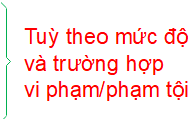 Tuỳ theo mức độ
và trường hợp
vi phạm/phạm tội